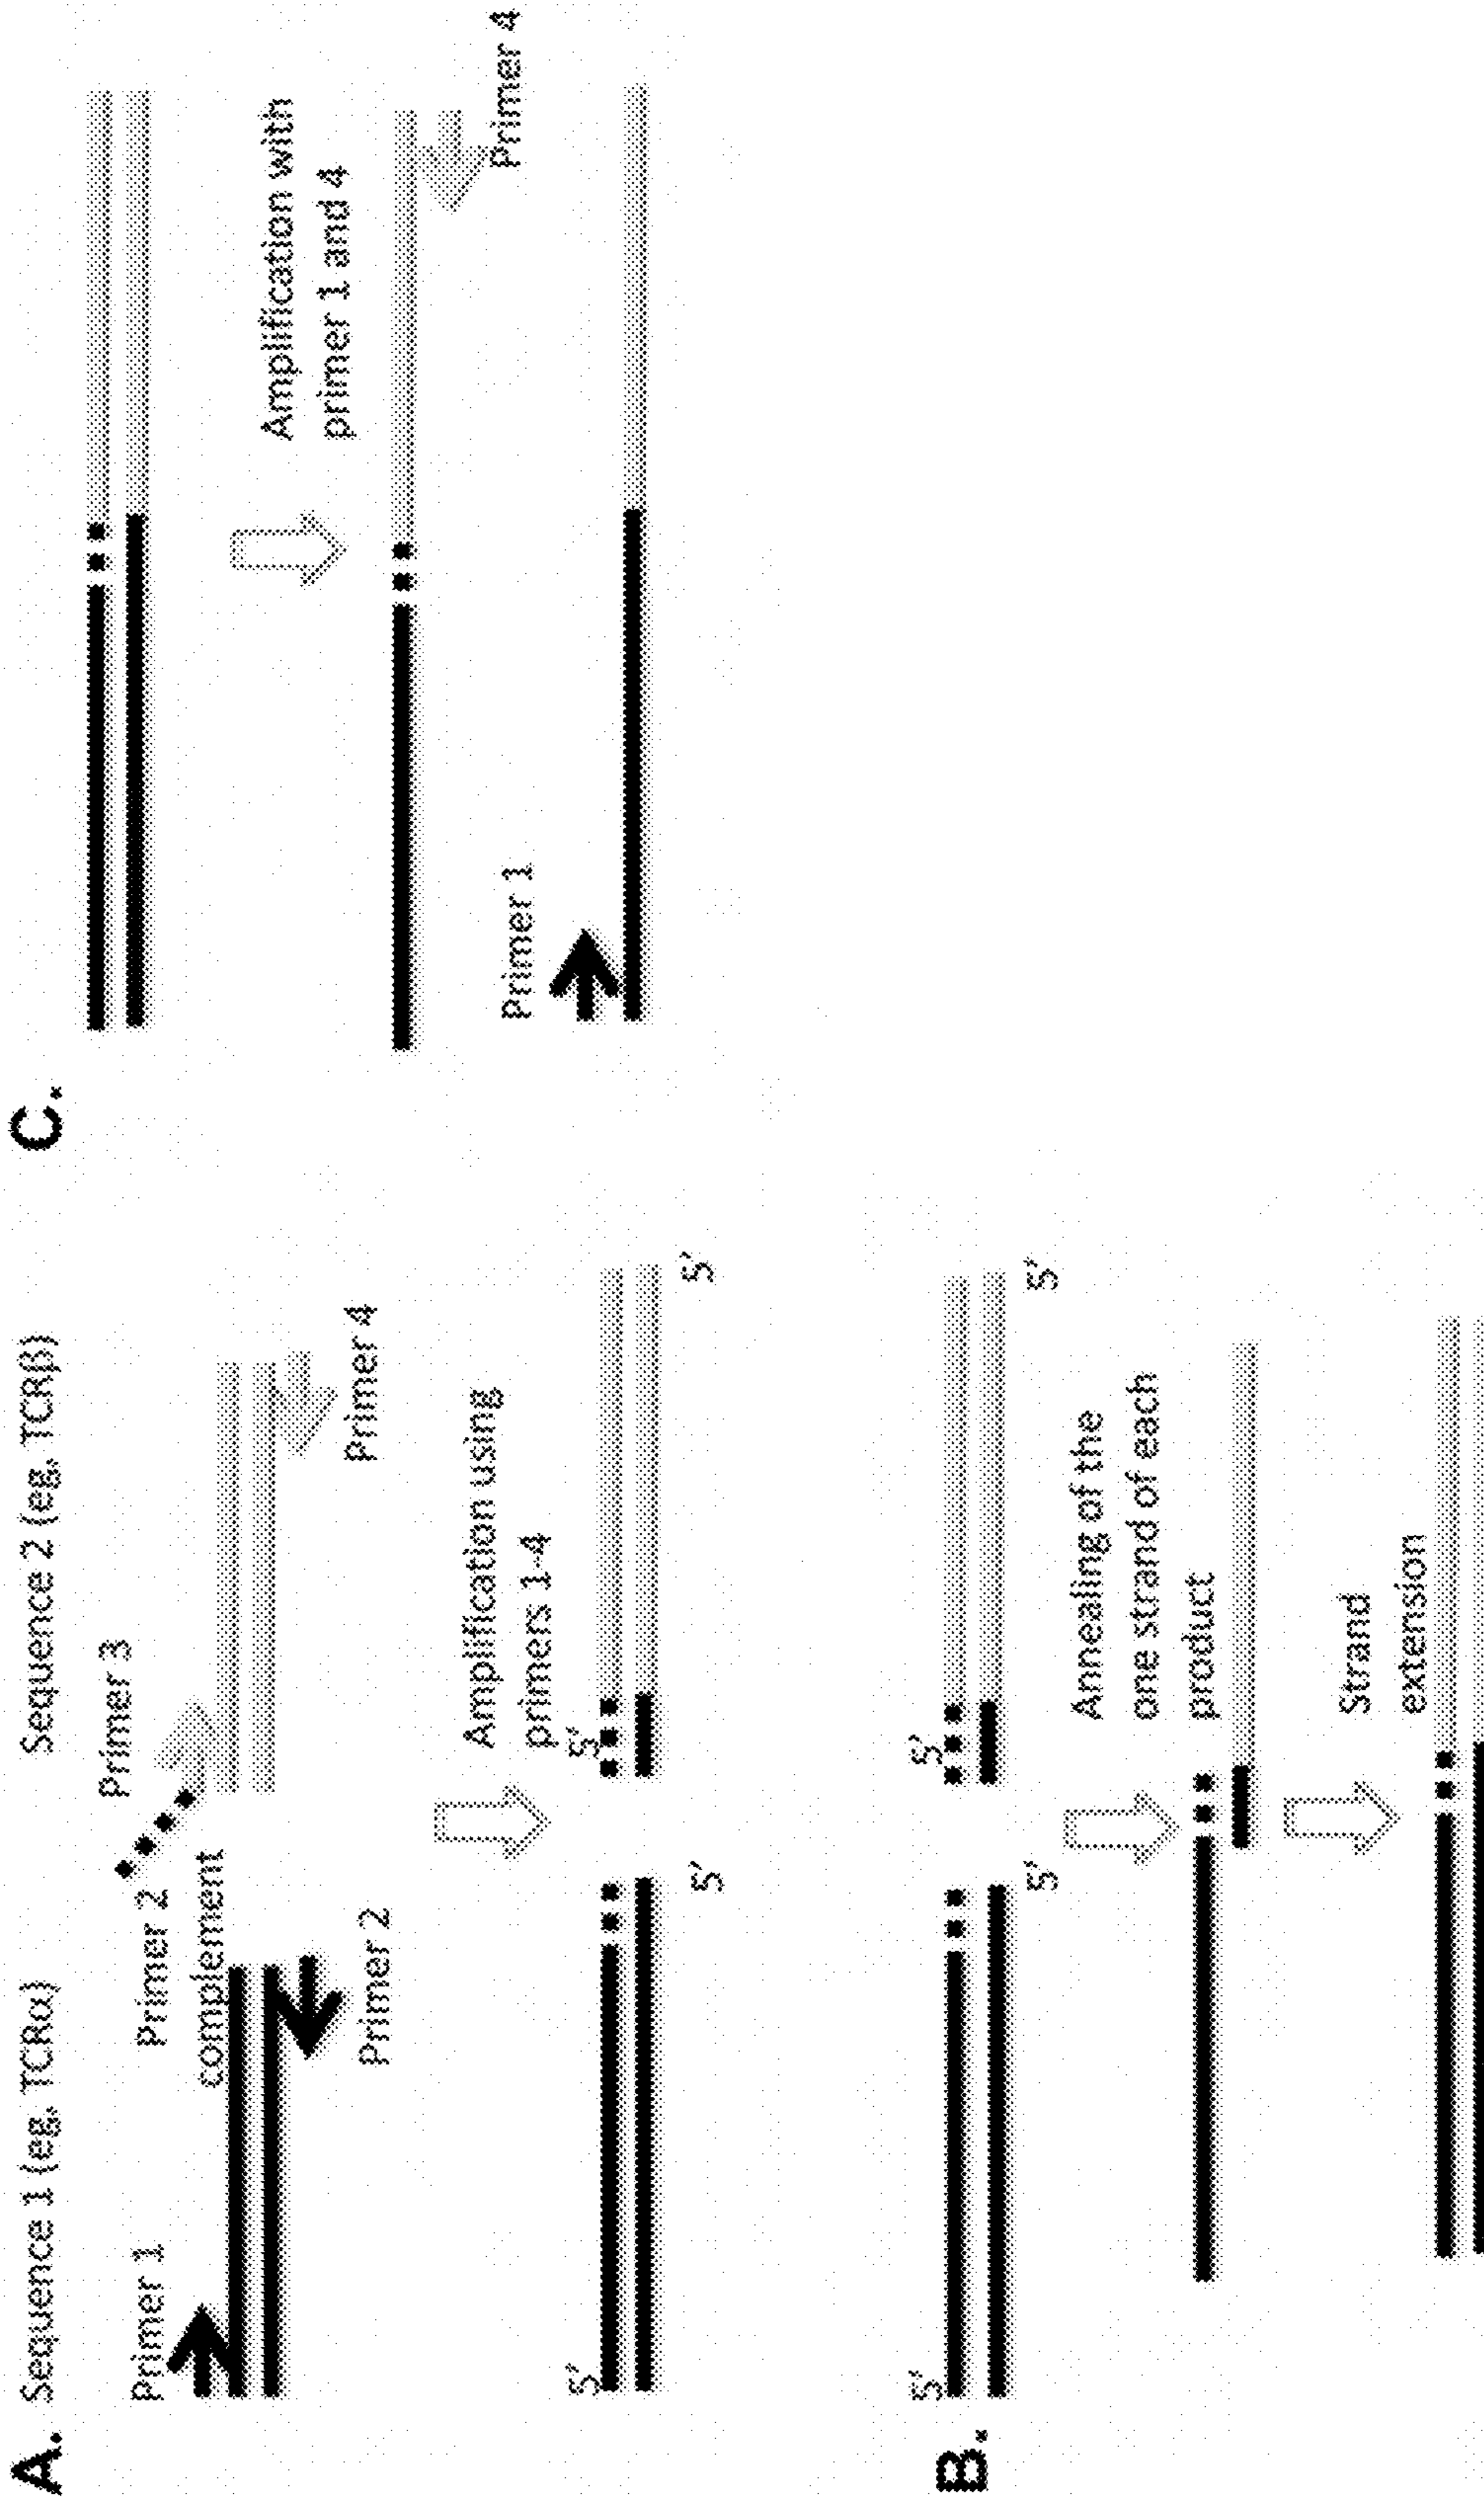 A.
Sequence 1 (eg, TCRα)
Sequence 2 (eg, TCRβ)
Primer 1
Primer 2
complement
Primer 3
Primer 2
Primer 4
Amplification using
primers 1-4
5'
5'
5'
5'
B.
5'
5'
5'
5'
Annealing of the
one strand of each
product
Strand
extension
C.
Amplification with
primer 1 and 4
Primer 4
Primer 1